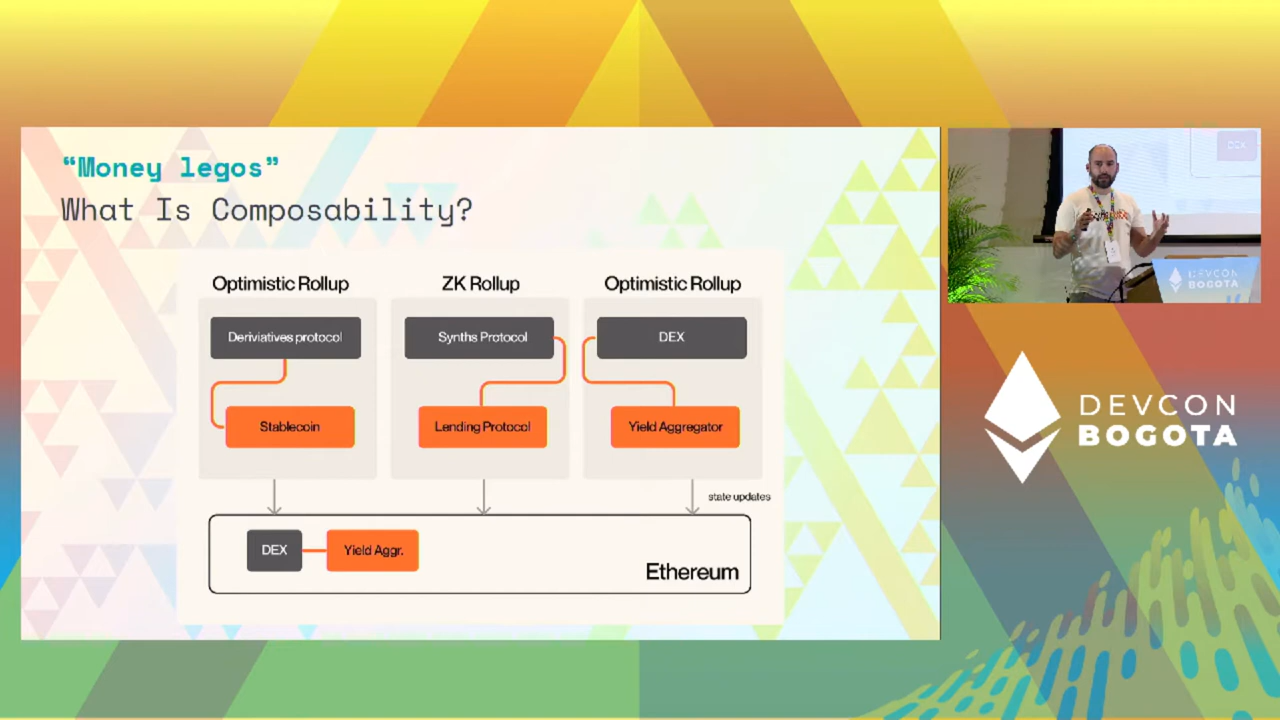 “Money legos”
What Is Composability?
Optimistic Rollup
ZK Rollup
Optimistic Rollup
Deriviatives protocol
Synths Protocol
DEX
Stablecoin
Lending Protocol
Yield Aggregator
state updates
DEX
Yield Aggr.
Ethereum
DEX
DEVCON
BOGOTA
DEVCON
BOGOTA